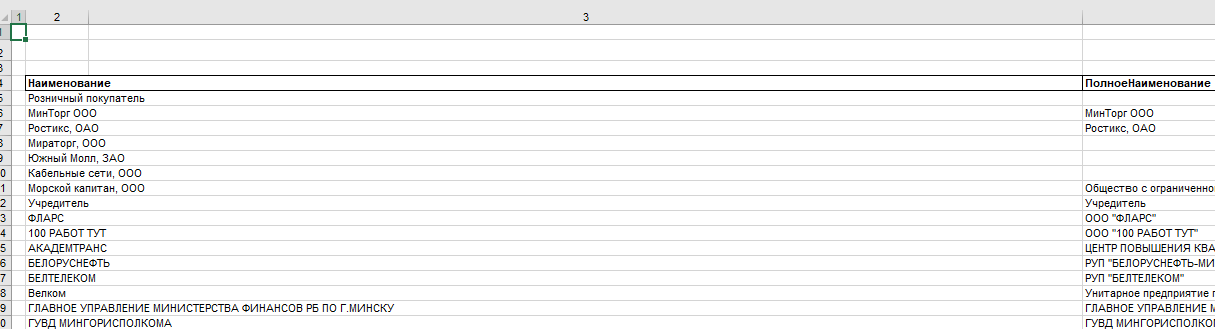 1 2 3
1
2
3
4 Наименование ПолноеНаименование
5 Розничный покупатель
6 МинТорг ООО МинТорг ООО
7 Ростикс, ОАО Ростикс, ОАО
8 Мираторг, ООО
9 Южный Молл, ЗАО
0 Кабельные сети, ООО
1 Морской капитан, ООО Общество с ограниченно
2 Учредитель Учредитель
3 ФЛАРС ООО "ФЛАРС"
4 100 РАБОТ ТУТ ООО "100 РАБОТ ТУТ"
5 АКАДЕМТРАНС ЦЕНТР ПОВЫШЕНИЯ КВА
6 БЕЛОРУСНЕФТЬ РУП "БЕЛОРУСНЕФТЬ-МИ
7 БЕЛТЕЛЕКОМ РУП "БЕЛТЕЛЕКОМ"
8 Велком Унитарное предприятие п
9 ГЛАВНОЕ УПРАВЛЕНИЕ МИНИСТЕРСТВА ФИНАНСОВ РБ ПО Г.МИНСКУ ГЛАВНОЕ УПРАВЛЕНИЕ М
0 ГУВД МИНГОРИСПОЛКОМА ГУВД МИНГОРИСПОЛКО